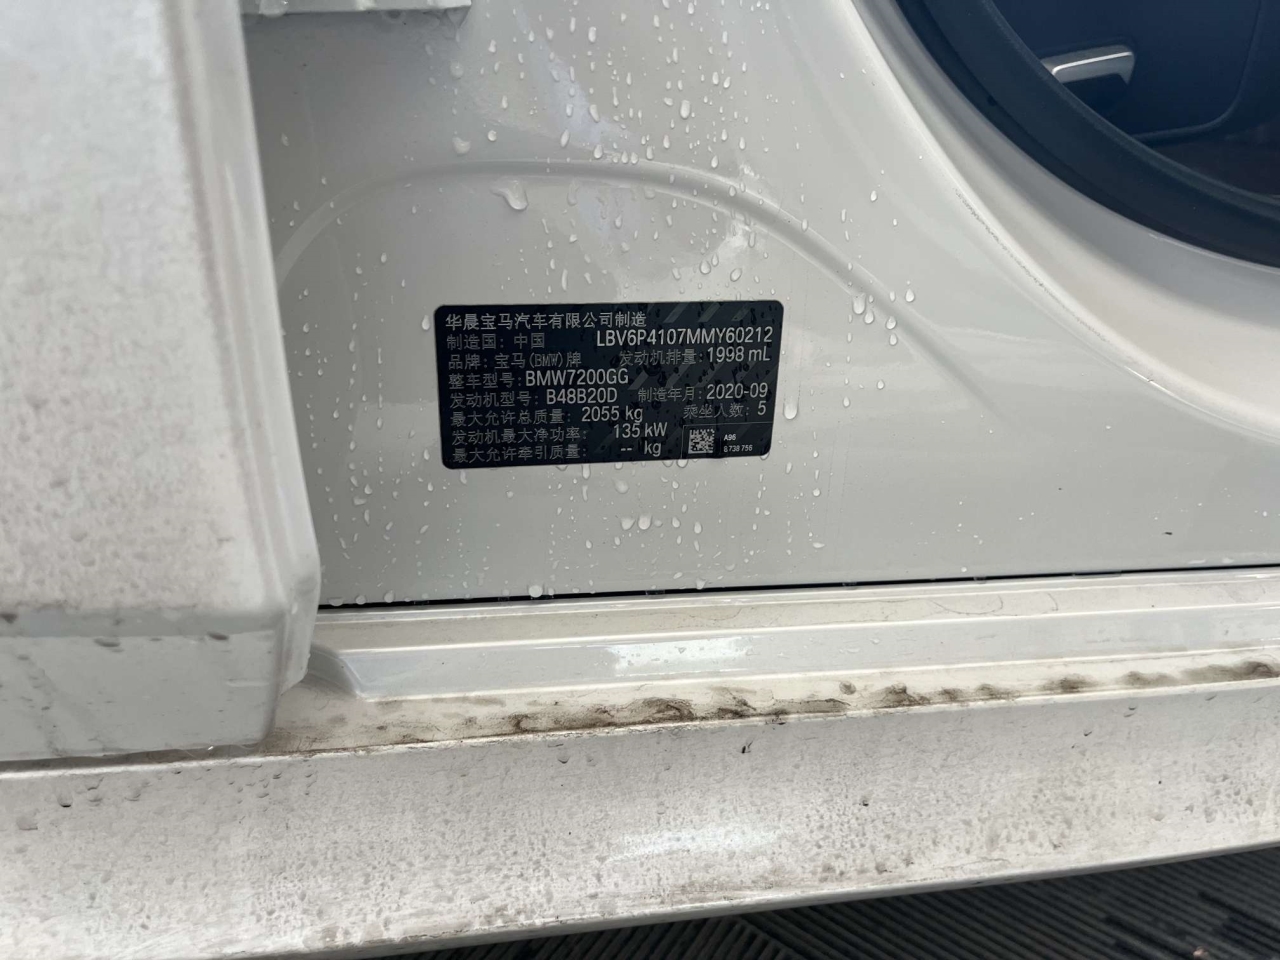 华晨宝马汽车有限公司制造
制造国: 中国 LBV6P4107MMY60212
品牌: 宝马(BMW)牌 发动机排量: 1998 mL
整车型号: BMW7200GG
发动机型号: B48B20D 制造年月: 2020-09
最大允许总质量: 2055 kg 乘坐人数: 5
发动机最大净功率: 135 kW
最大允许牵引质量: -- kg
A96
8 738 756